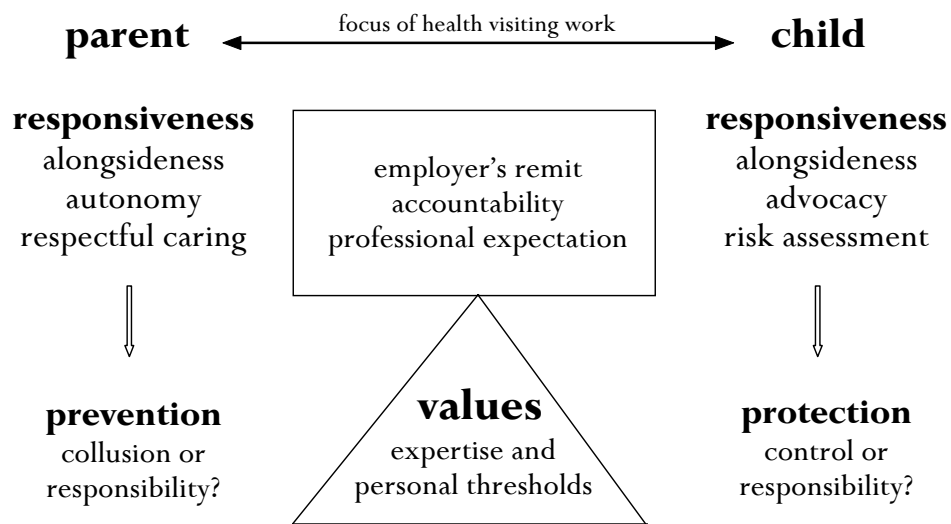 parent
focus of health visiting work
child
responsiveness
alongsideness
autonomy
respectful caring
employer’s remit
accountability
professional expectation
responsiveness
alongsideness
advocacy
risk assessment
prevention
collusion or
responsibility?
values
expertise and
personal thresholds
protection
control or
responsibility?